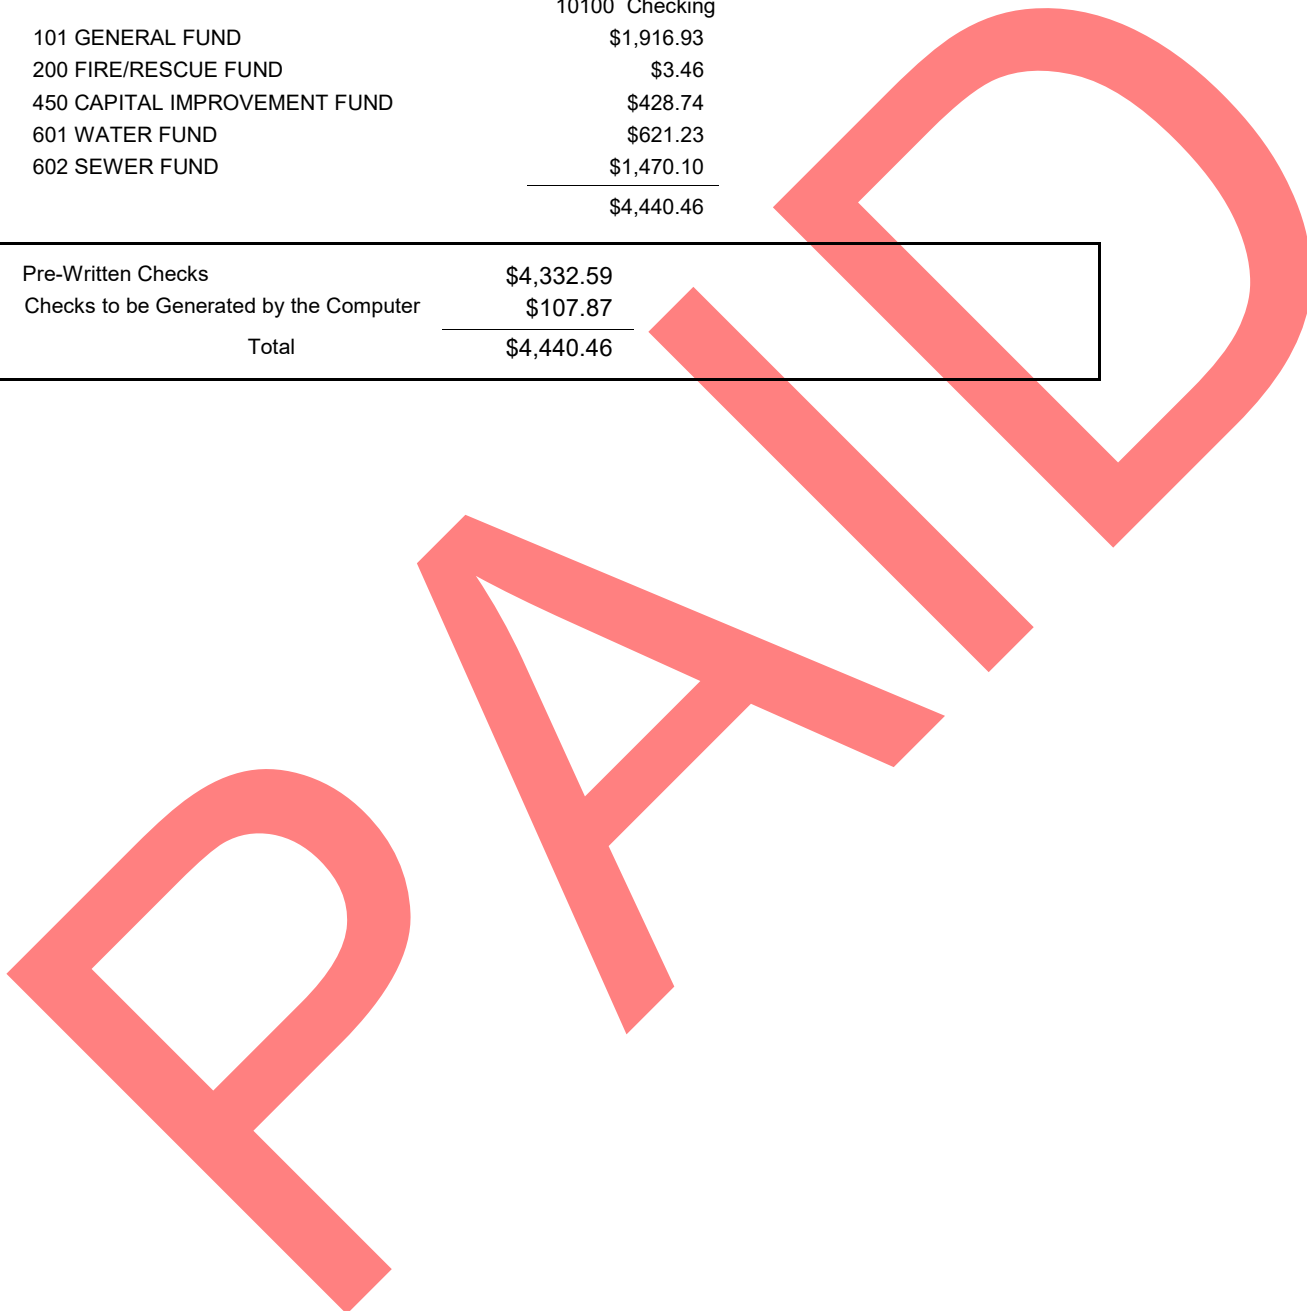 10100 Checking
101 GENERAL FUND $1,916.93
200 FIRE/RESCUE FUND $3.46
450 CAPITAL IMPROVEMENT FUND $428.74
601 WATER FUND $621.23
602 SEWER FUND $1,470.10
$4,440.46
Pre-Written Checks $4,332.59
Checks to be Generated by the Computer $107.87
Total $4,440.46
PAID